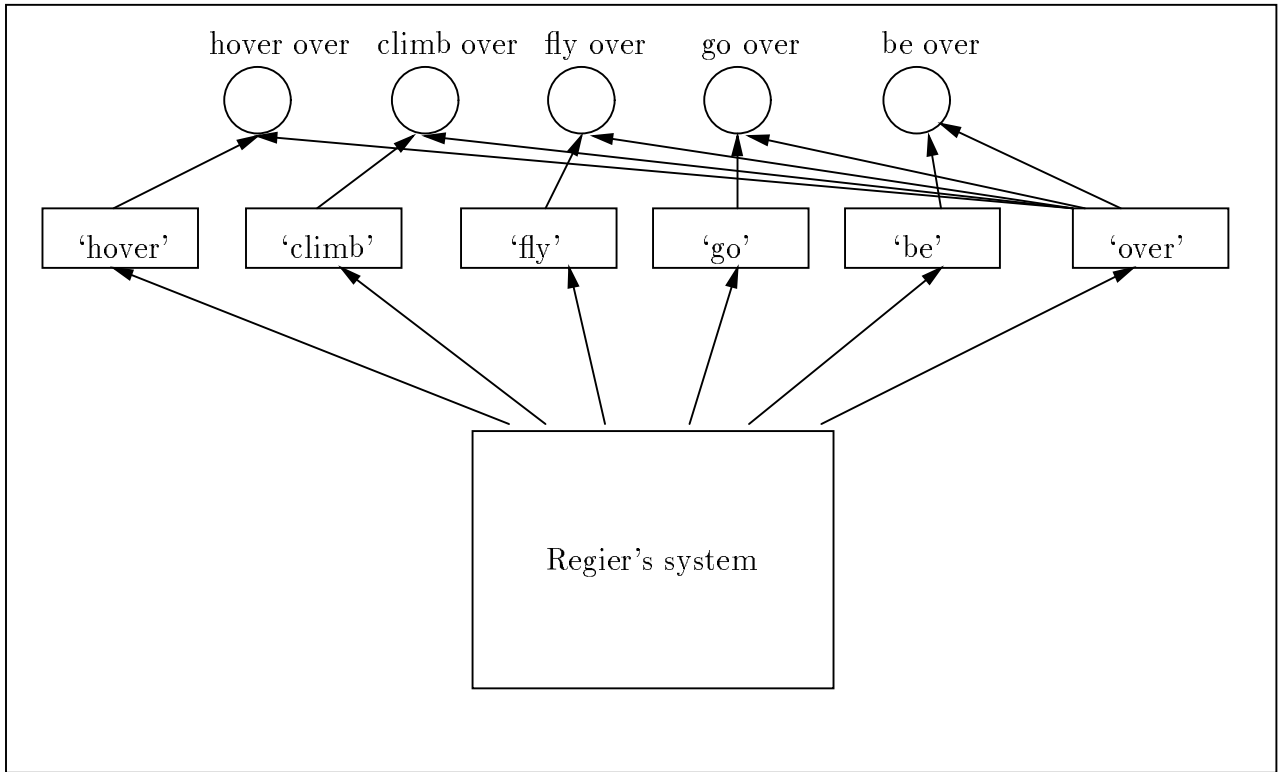 hover over climb over fly over go over be over
‘hover’ ‘climb’ ‘fly’ ‘go’ ‘be’ ‘over’
Regier’s system